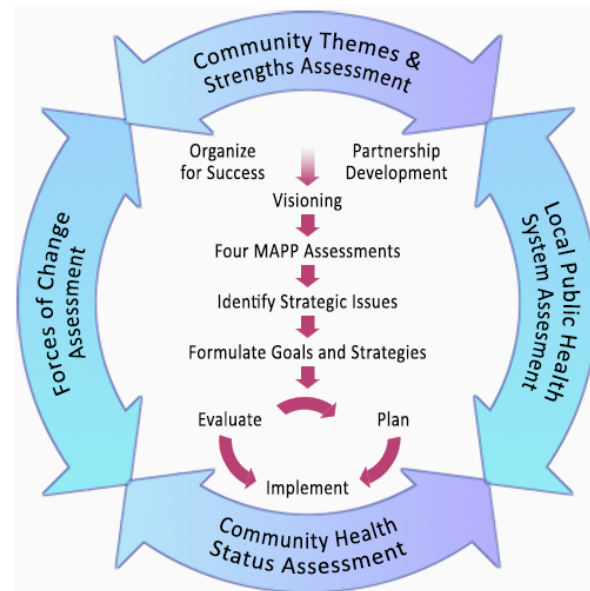 Community Themes &
Strengths Assessment
Organize
for Success
Partnership
Development
Visioning
Four MAPP Assessments
Identify Strategic Issues
Formulate Goals and Strategies
Evaluate
Plan
Implement
Forces of Change
Assessment
Local Public Health
System Assesment
Community Health
Status Assessment